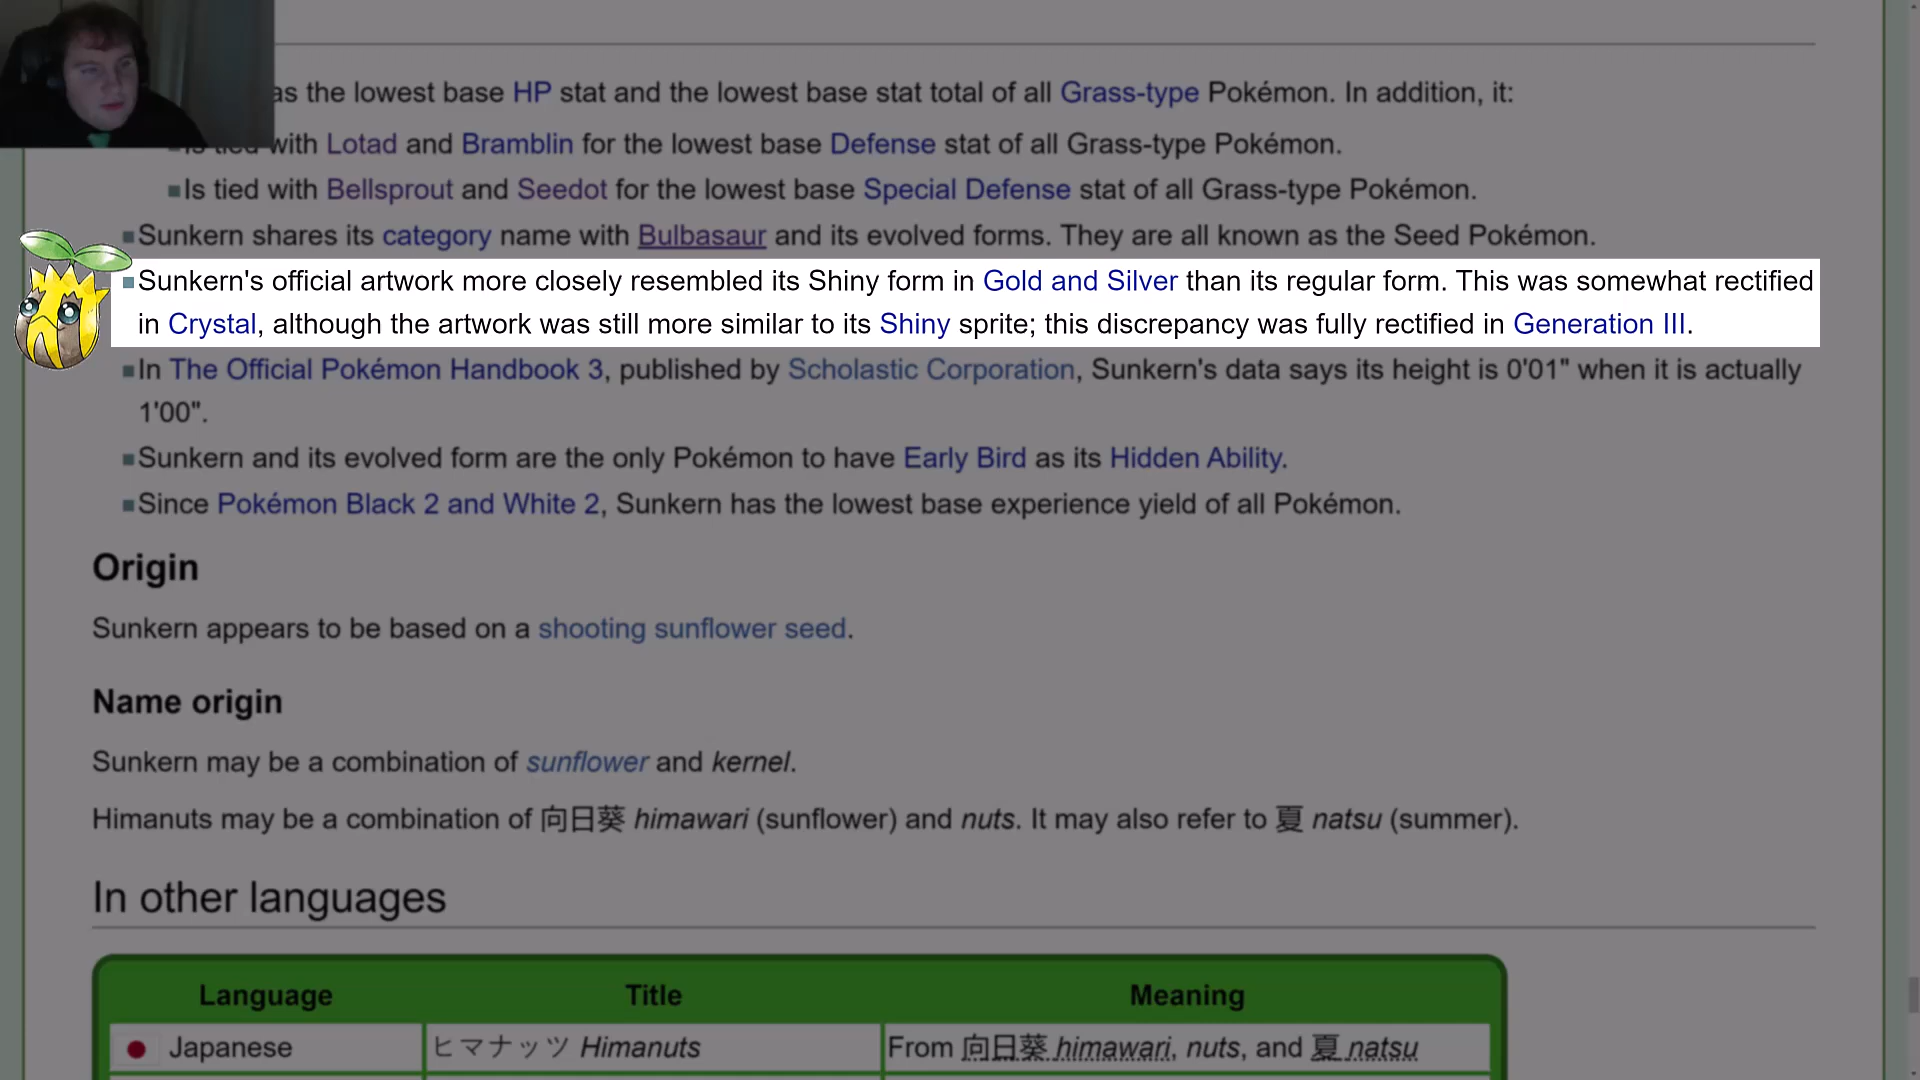 as the lowest base HP stat and the lowest base stat total of all Grass-type Pokémon. In addition, it:
Is tied with Lotad and Bramblin for the lowest base Defense stat of all Grass-type Pokémon.
Is tied with Bellsprout and Seedot for the lowest base Special Defense stat of all Grass-type Pokémon.
Sunkern shares its category name with Bulbasaur and its evolved forms. They are all known as the Seed Pokémon.
Sunkern's official artwork more closely resembled its Shiny form in Gold and Silver than its regular form. This was somewhat rectified
in Crystal, although the artwork was still more similar to its Shiny sprite; this discrepancy was fully rectified in Generation III.
In The Official Pokémon Handbook 3, published by Scholastic Corporation, Sunkern's data says its height is 0'01" when it is actually
1'00".
Sunkern and its evolved form are the only Pokémon to have Early Bird as its Hidden Ability.
Since Pokémon Black 2 and White 2, Sunkern has the lowest base experience yield of all Pokémon.
Origin
Sunkern appears to be based on a shooting sunflower seed.
Name origin
Sunkern may be a combination of sunflower and kernel.
Himanuts may be a combination of 向日葵 himawari (sunflower) and nuts. It may also refer to 夏 natsu (summer).
In other languages
Language Title Meaning
Japanese ヒマナッツ Himanuts From 向日葵 himawari, nuts, and 夏 natsu